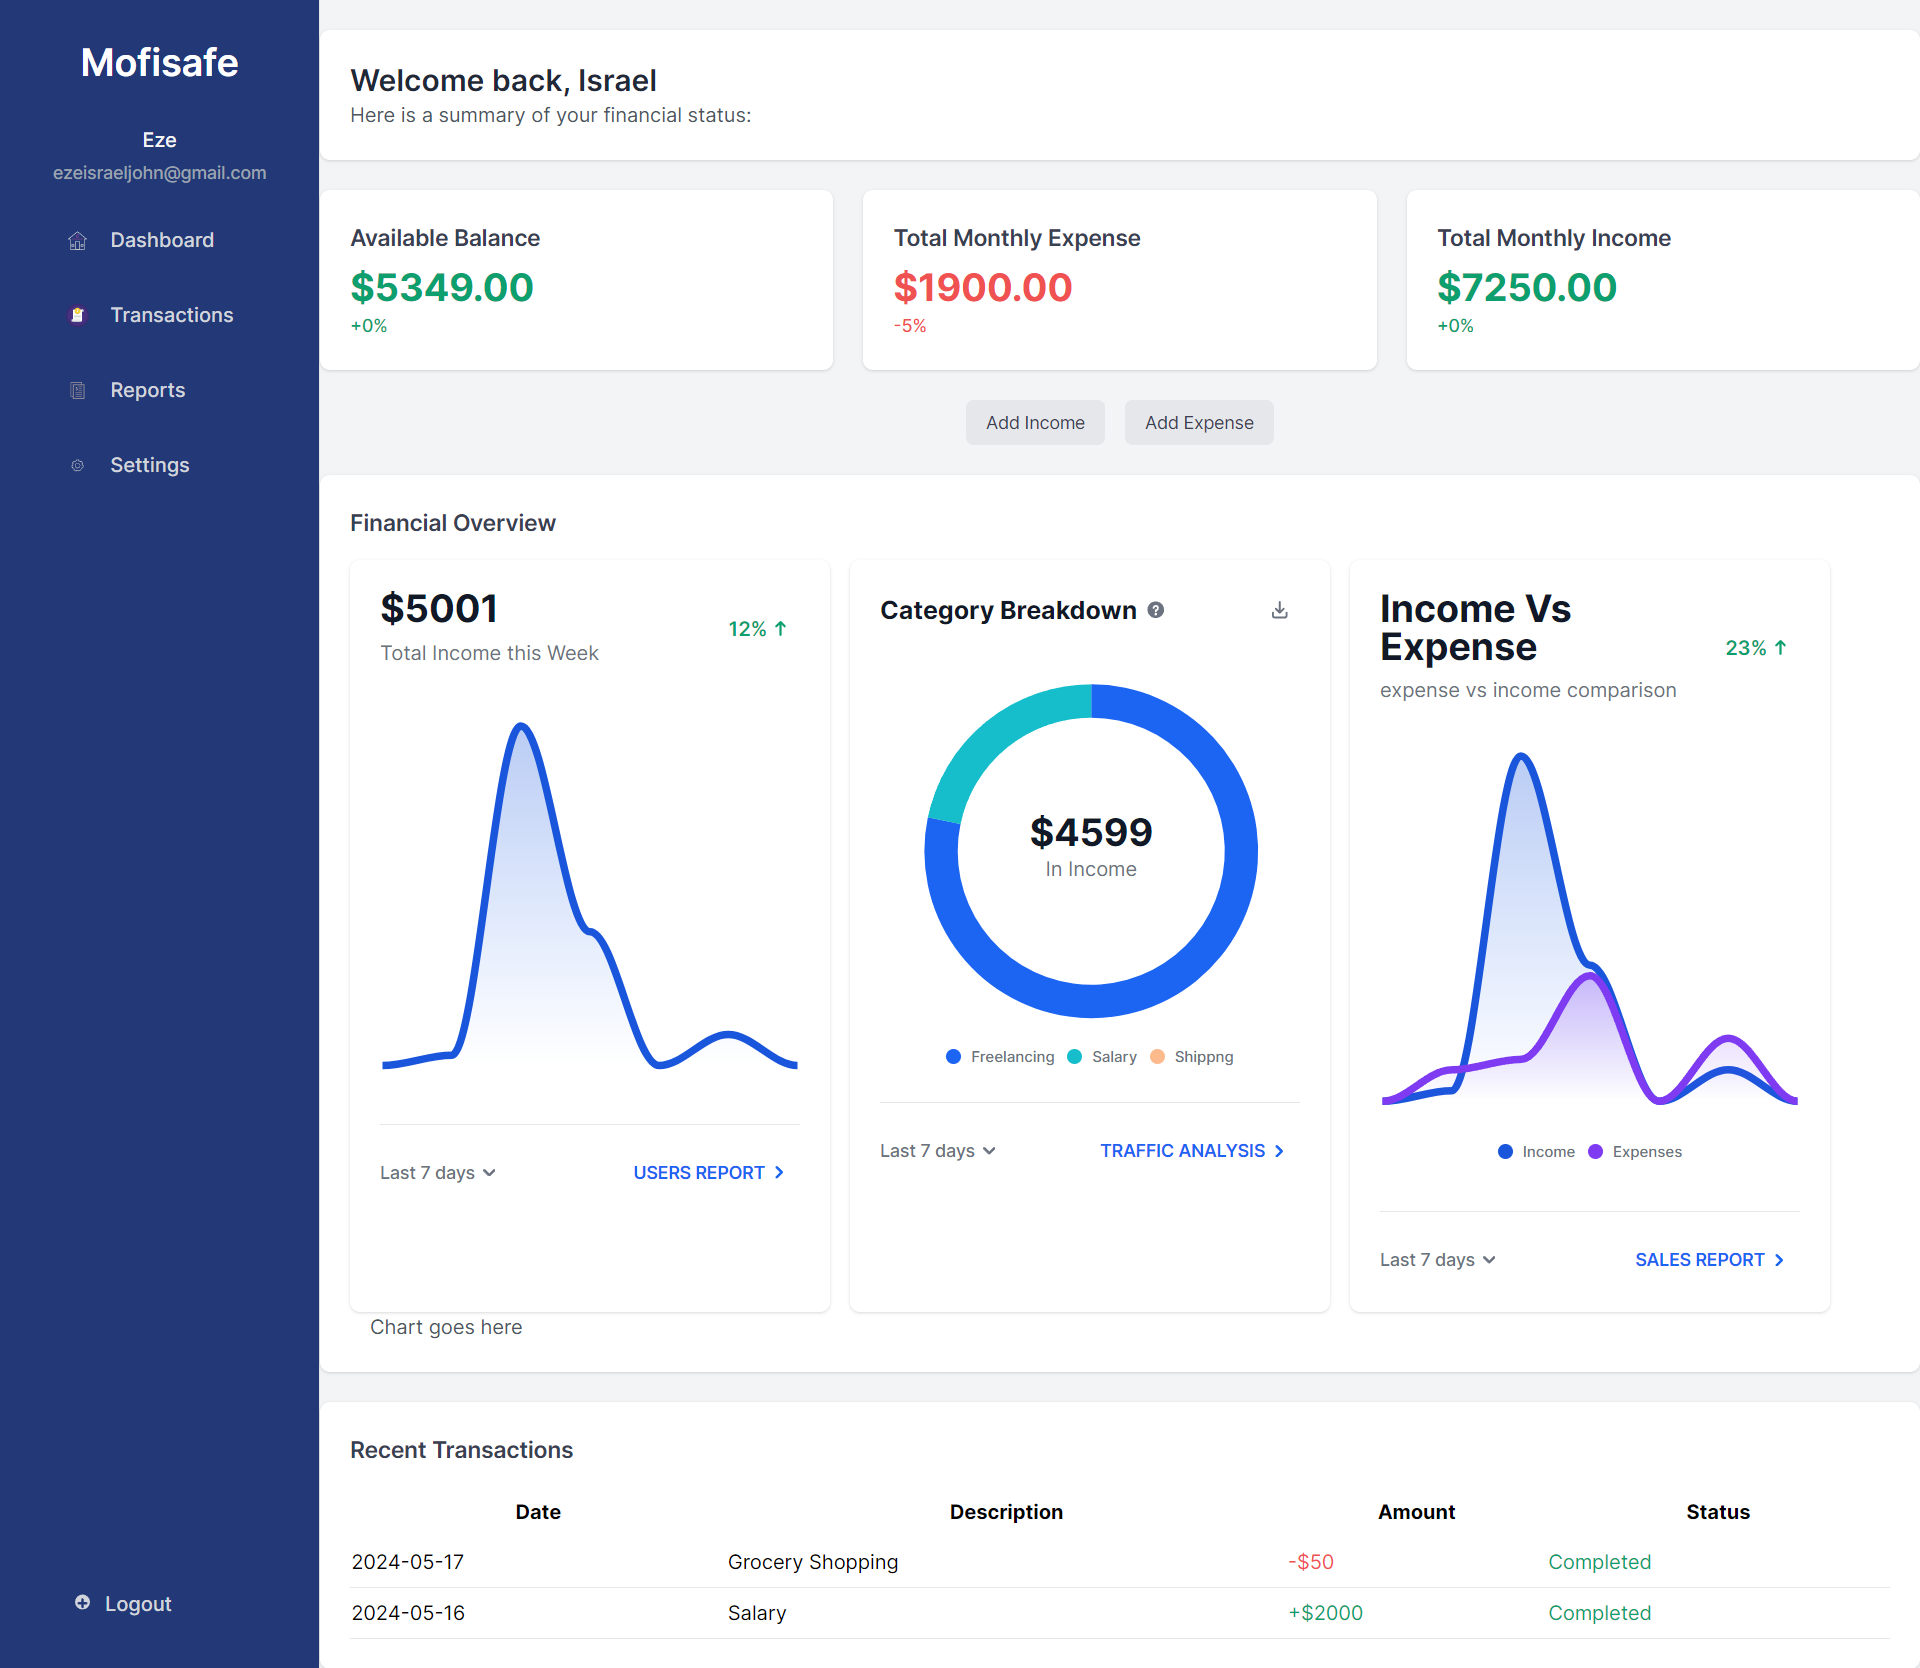 Mofisafe
Eze
ezeisraeljohn@gmail.com
Dashboard
Transactions
Reports
Settings
Logout
Welcome back, Israel
Here is a summary of your financial status:
Available Balance
$5349.00
+0%
Total Monthly Expense
$1900.00
-5%
Total Monthly Income
$7250.00
+0%
Add Income
Add Expense
Financial Overview
$5001
Total Income this Week
12%
Last 7 days
USERS REPORT
Category Breakdown
$4599
In Income
Freelancing Salary Shippng
Last 7 days
TRAFFIC ANALYSIS
Income Vs
Expense
expense vs income comparison
23%
Income Expenses
Last 7 days
SALES REPORT
Chart goes here
Recent Transactions
Date Description Amount Status
2024-05-17 Grocery Shopping -$50 Completed
2024-05-16 Salary +$2000 Completed